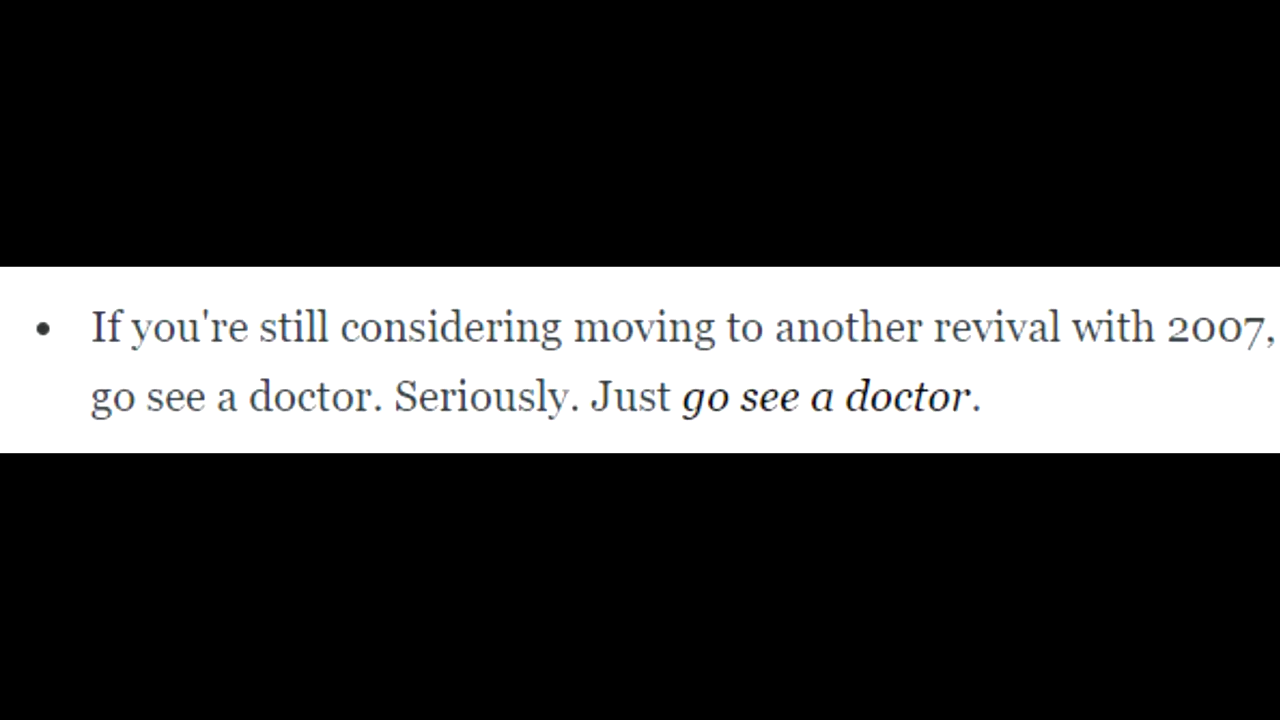 • If you're still considering moving to another revival with 2007,
go see a doctor. Seriously. Just go see a doctor.